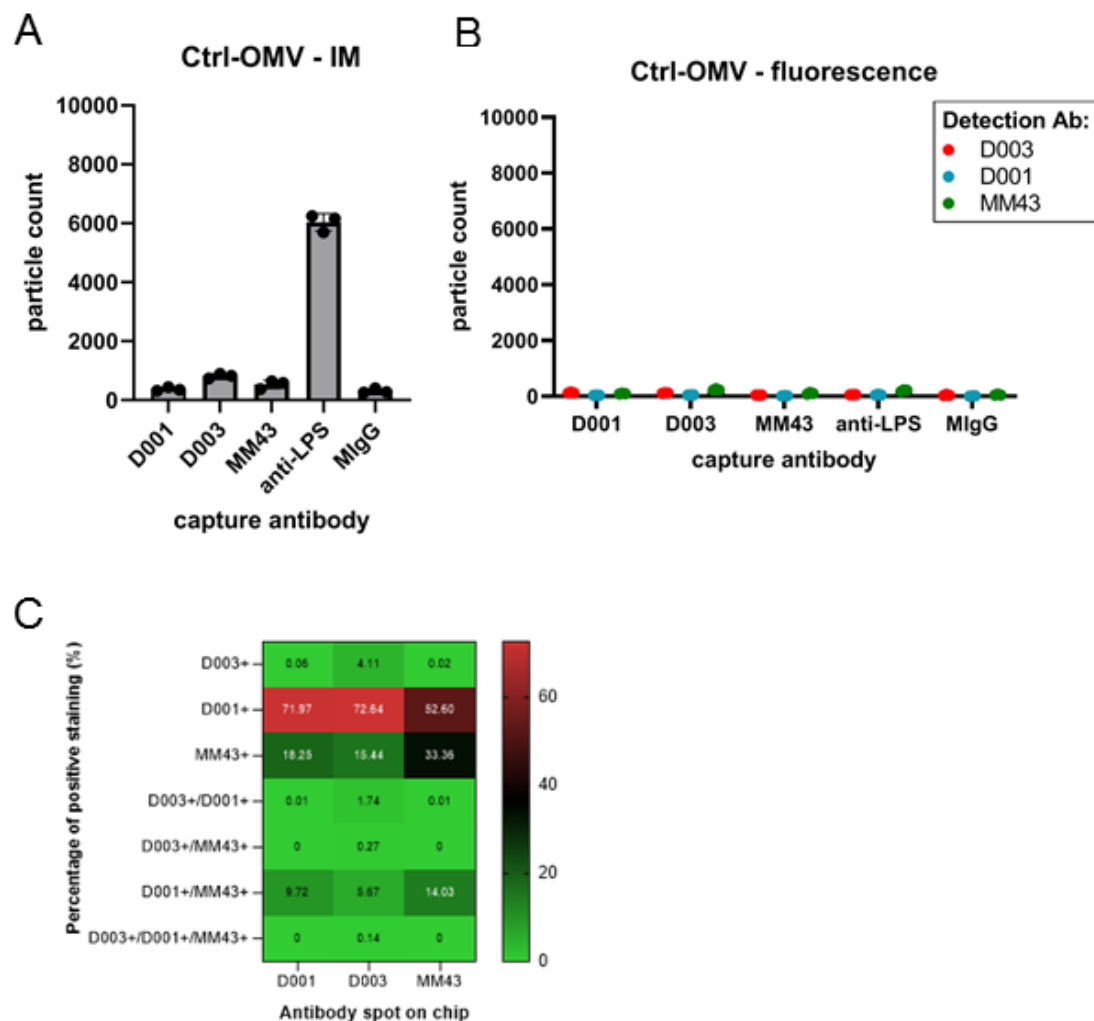 A
Ctrl-OMV - IM
particle count
10000
8000
6000
4000
2000
0
D001
D003
MM43
anti-LPS
MIgG
capture antibody
B
Ctrl-OMV - fluorescence
particle count
10000
8000
6000
4000
2000
0
Detection Ab:
D003
D001
MM43
D001 D003 MM43 anti-LPS MIgG
capture antibody
C
Percentage of positive staining (%)
D003+ 0.06 4.11 0.02
D001+ 71.97 72.64 52.60
MM43+ 18.25 15.44 33.36
D003+/D001+ 0.01 1.74 0.01
D003+/MM43+ 0 0.27 0
D001+/MM43+ 9.72 5.67 14.03
D003+/D001+/MM43+ 0 0.14 0
D001 D003 MM43
Antibody spot on chip
60
40
20
0